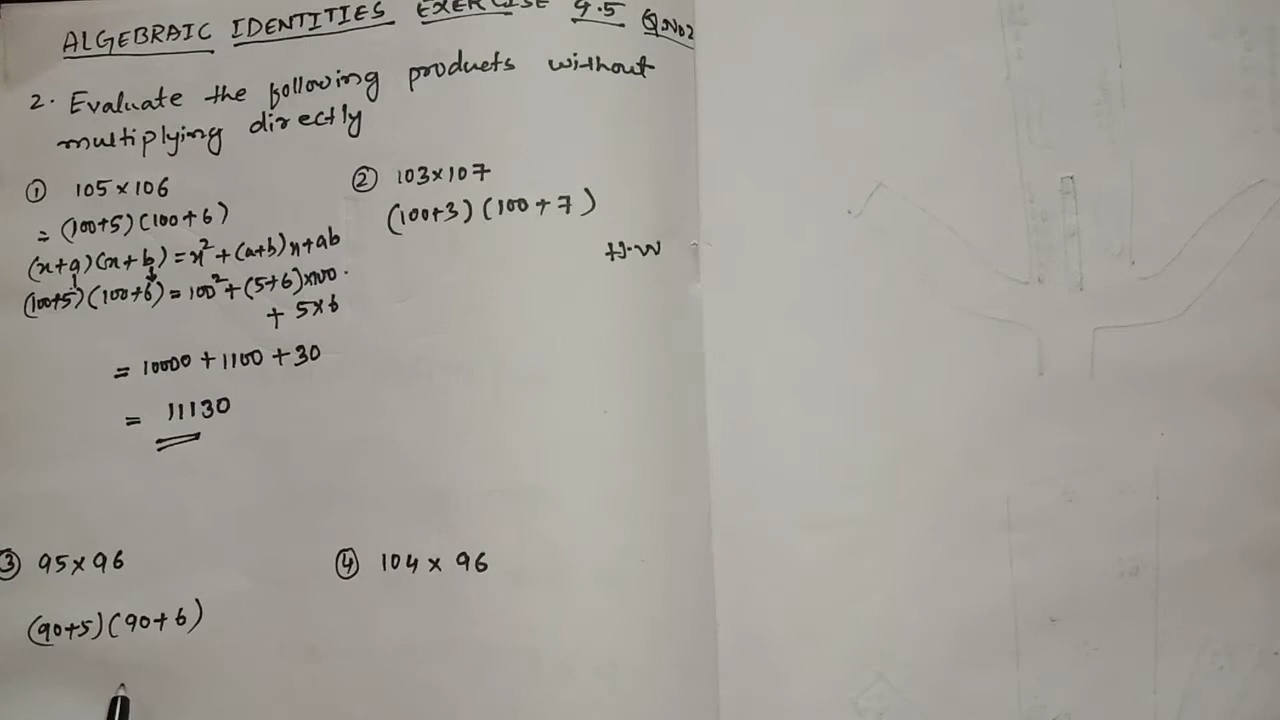 ALGEBRAIC IDENTITIES EXERCISE 9.5 Q.No2
2. Evaluate the following products without
multiplying directly
① 105 × 106
= (100+5) (100+6)
(x+a)(x+b) = x² + (a+b)x + ab
(100+5)(100+6) = 100² + (5+6)×100.
+ 5×6
= 10000 + 1100 + 30
= 11130
② 103×107
(100+3) (100+7)
H.W
③ 95×96
(90+5)(90+6)
④ 104 × 96